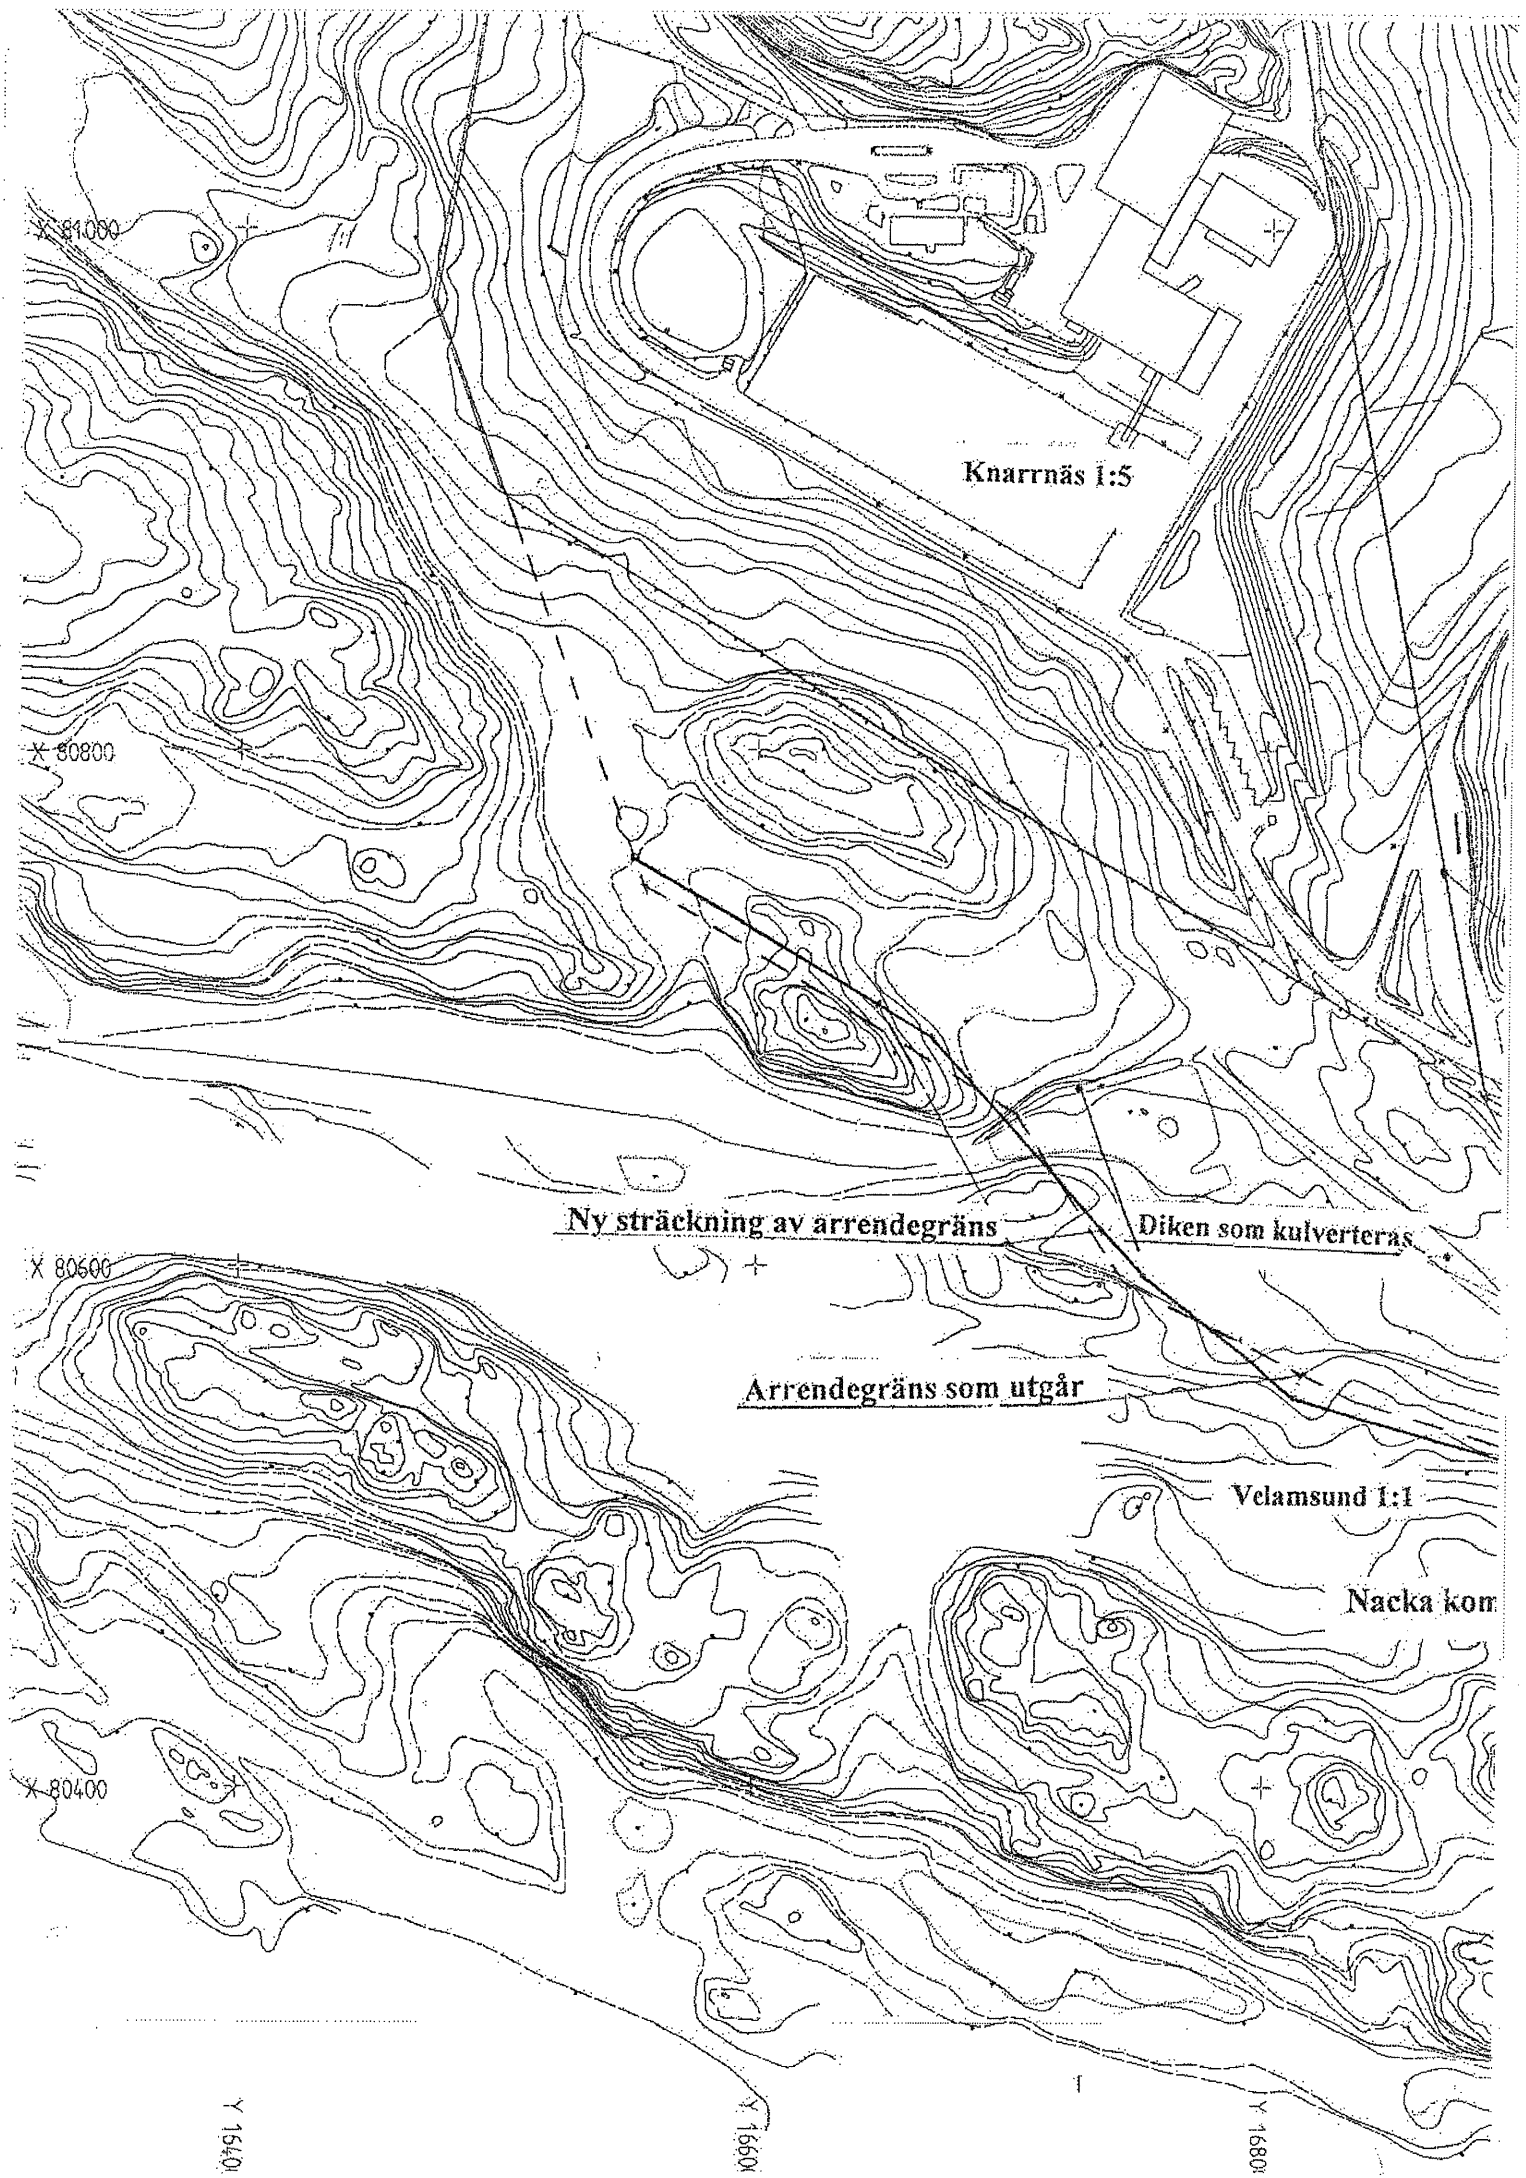 X 81000
Knarrnäs 1:5
X 80800
Ny sträckning av arrendegräns
Diken som kulverteras
X 80600
Arrendegräns som utgår
Velamsund 1:1
Nacka kom
X 80400
Y 1640
Y 1660
Y 1680